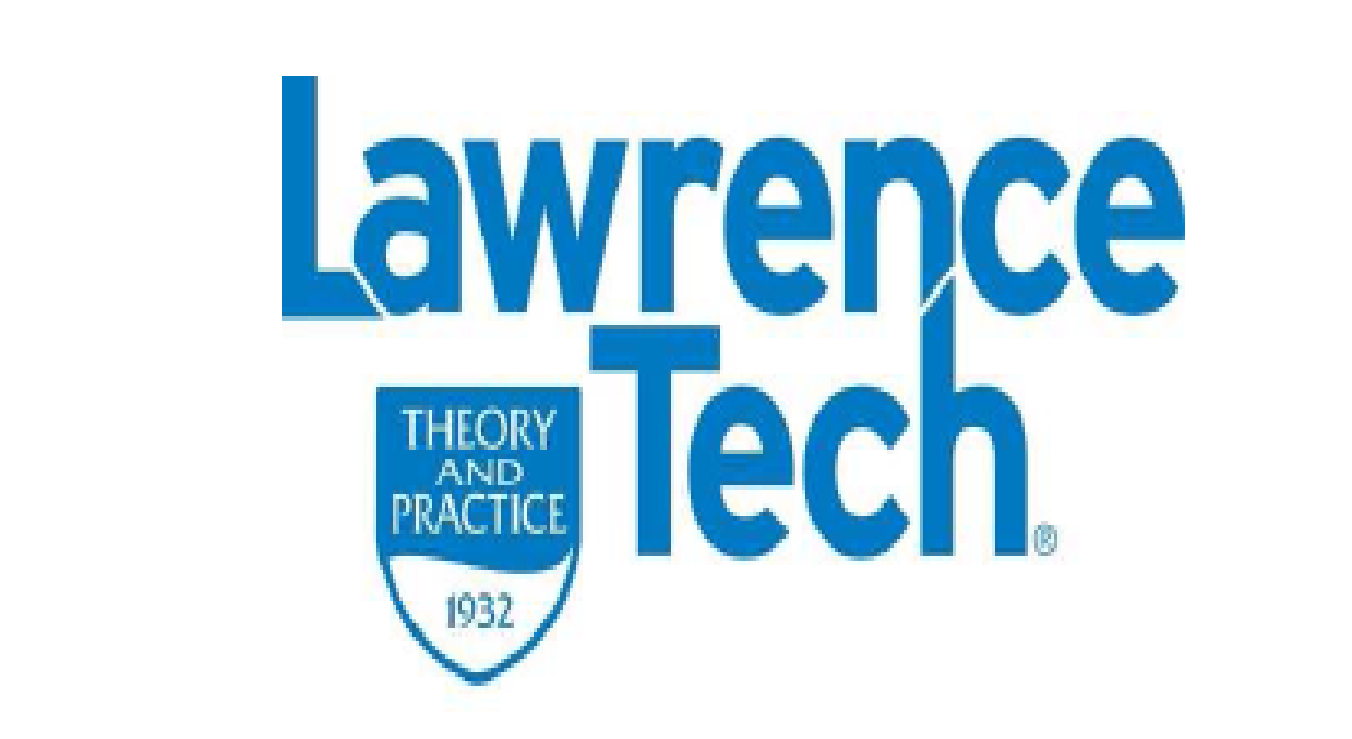 Lawrence
Tech®
THEORY
AND
PRACTICE
1932